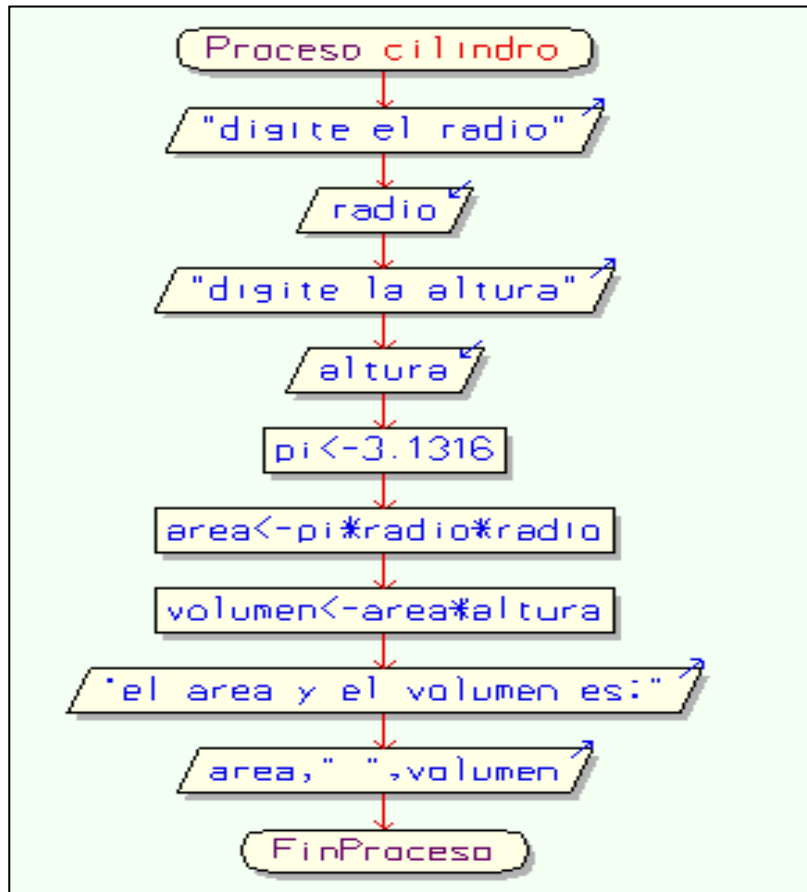 Proceso cilindro
"digite el radio"
radio
"digite la altura"
altura
pi<-3.1316
area<-pi*radio*radio
volumen<-area*altura
"el area y el volumen es:"
area," ",volumen
FinProceso